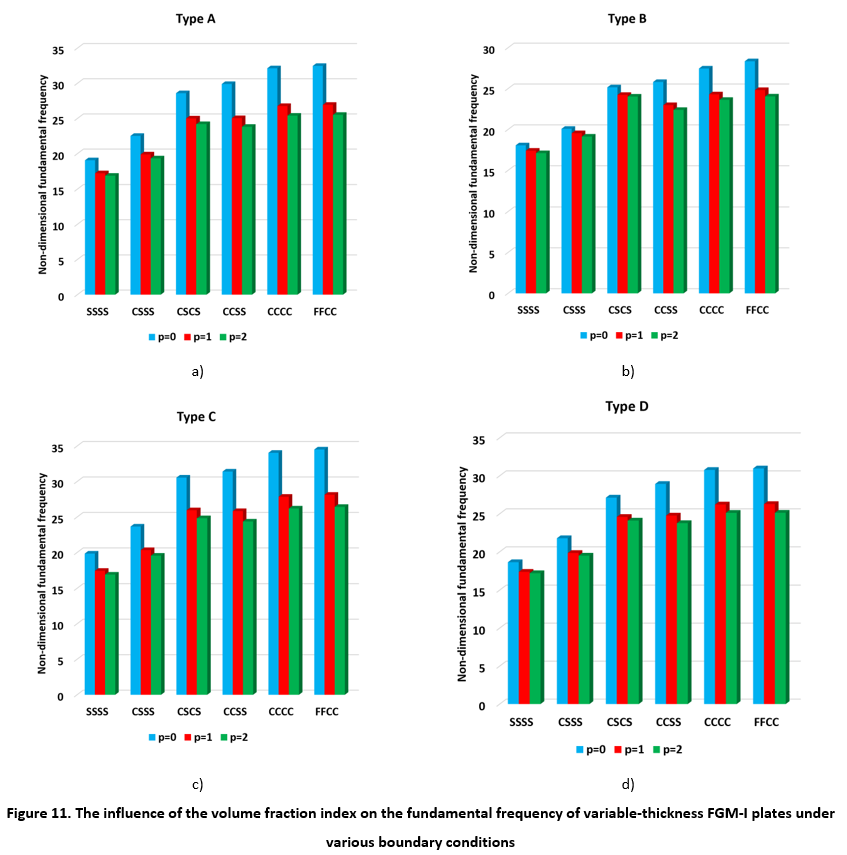 Type A
Non-dimensional fundamental frequency
35
30
25
20
15
10
5
0
SSSS CSSS CSCS CCSS CCCC FFCC
p=0 p=1 p=2
a)
Type B
Non-dimensional fundamental frequency
30
25
20
15
10
5
0
SSSS CSSS CSCS CCSS CCCC FFCC
p=0 p=1 p=2
b)
Type C
Non-dimensional fundamental frequency
35
30
25
20
15
10
5
0
SSSS CSSS CSCS CCSS CCCC FFCC
p=0 p=1 p=2
c)
Type D
Non-dimensional fundamental frequency
35
30
25
20
15
10
5
0
SSSS CSSS CSCS CCSS CCCC FFCC
p=0 p=1 p=2
d)
Figure 11. The influence of the volume fraction index on the fundamental frequency of variable-thickness FGM-I plates under
various boundary conditions